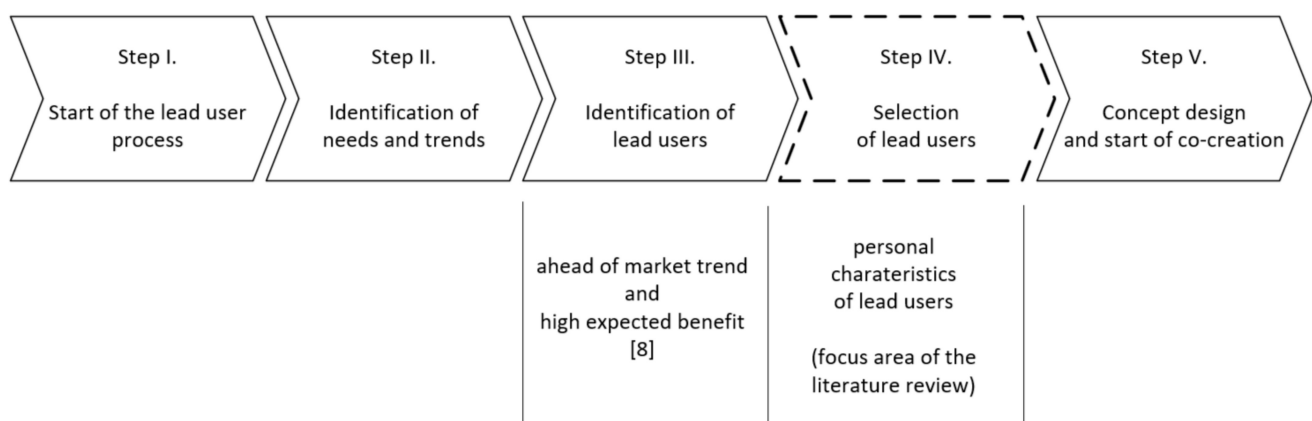 Step I.
Start of the lead user
process
Step II.
Identification of
needs and trends
Step III.
Identification of
lead users
Step IV.
Selection
of lead users
Step V.
Concept design
and start of co-creation
ahead of market trend
and
high expected benefit
[8]
personal
charateristics
of lead users
(focus area of the
literature review)